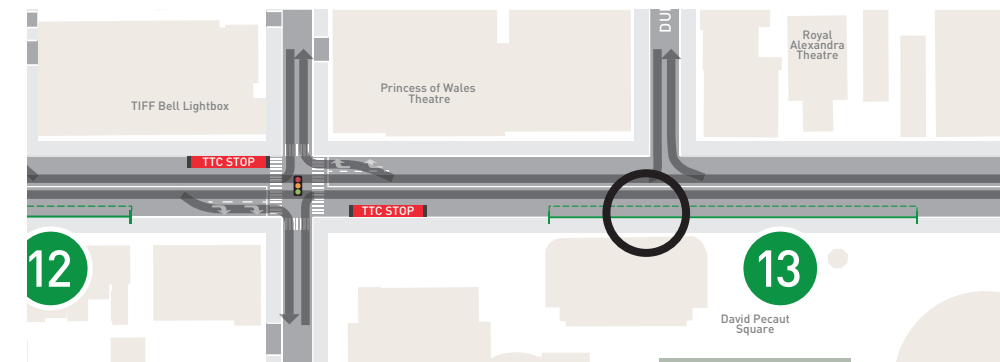 DU
Royal
Alexandra
Theatre
Princess of Wales
Theatre
TIFF Bell Lightbox
TTC STOP
TTC STOP
12
13
David Pecaut
Square